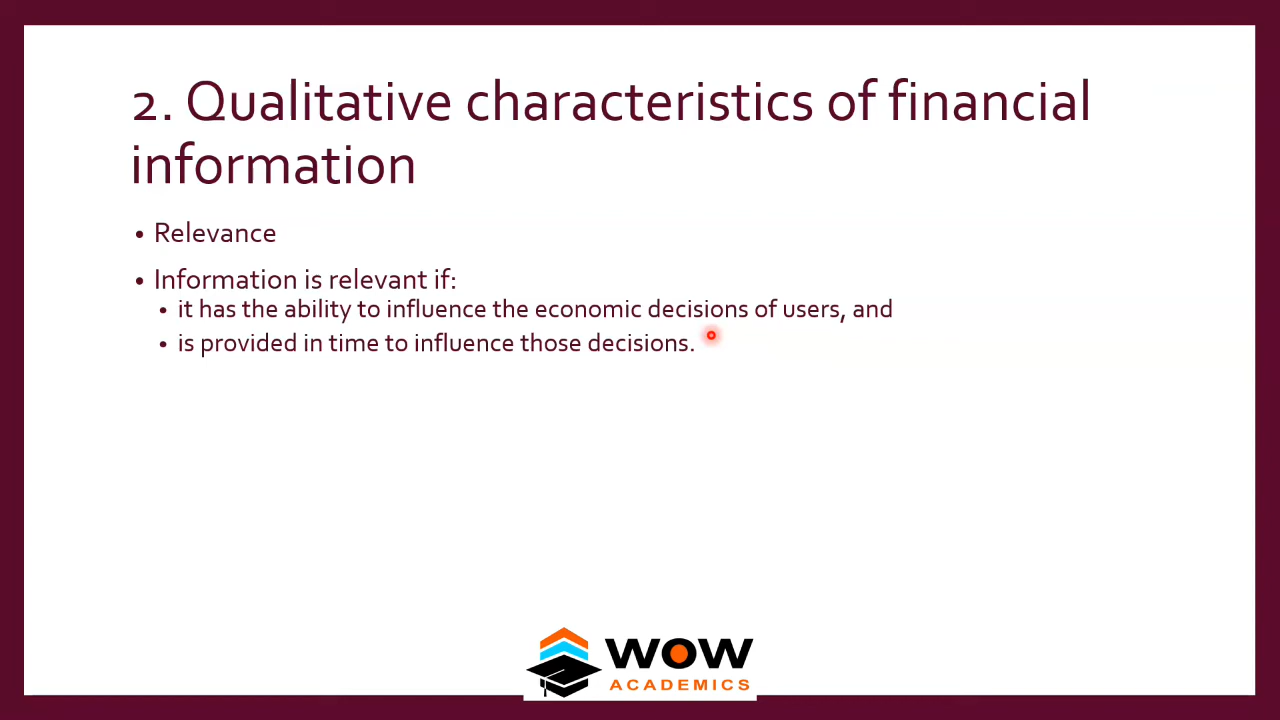 2. Qualitative characteristics of financial
information
• Relevance
• Information is relevant if:
• it has the ability to influence the economic decisions of users, and
• is provided in time to influence those decisions.
WOW
ACADEMICS